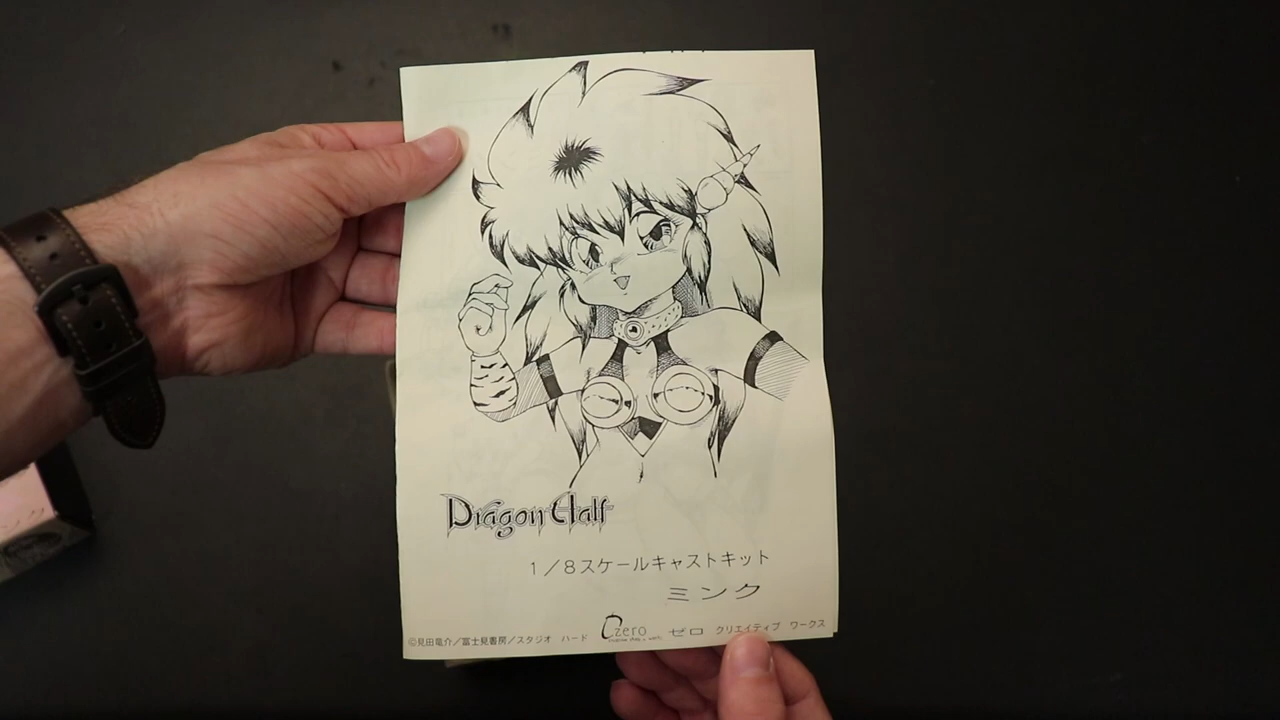 Dragon Half
1/8スケールキャストキット
ミンク
©見田竜介/冨士見書房/スタジオ ハード Czero ゼロ クリエイティブ ワークス